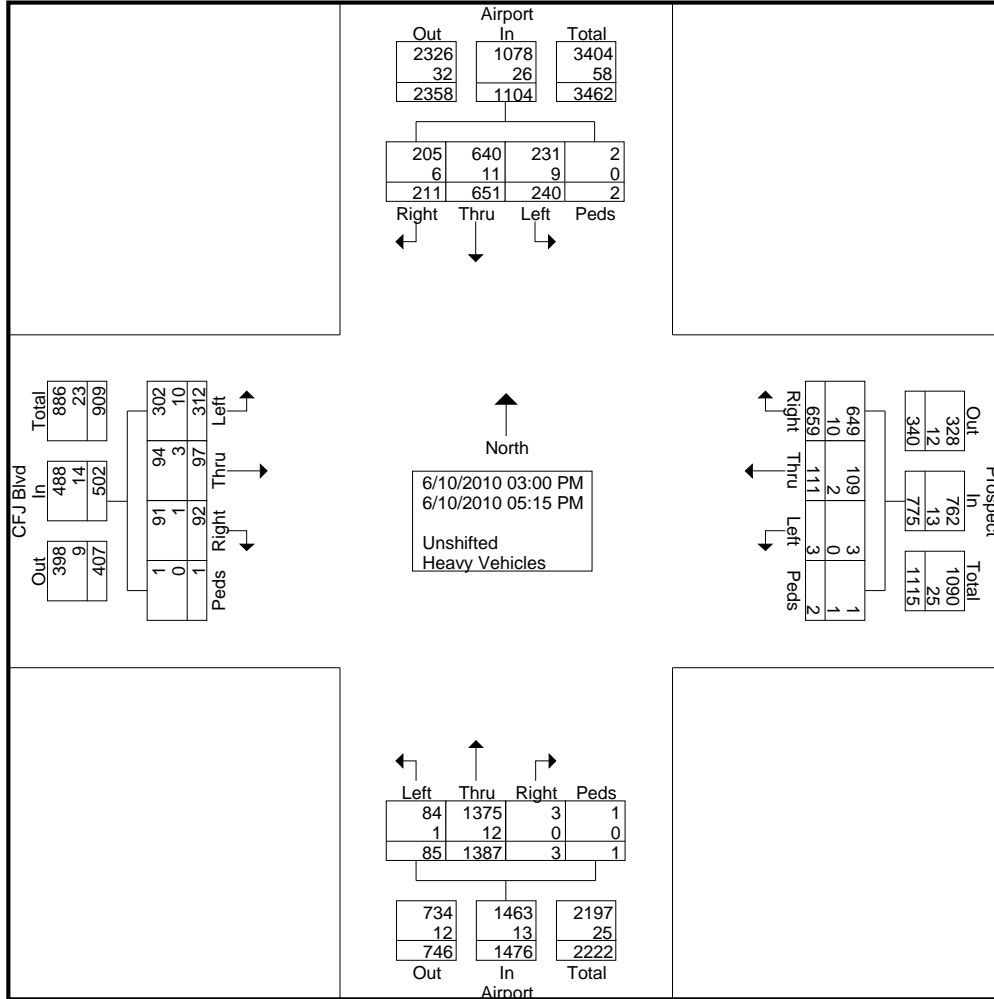 Airport
Out In Total
2326 1078 3404
32 26 58
2358 1104 3462
205 640 231 2
6 11 9 0
211 651 240 2
Right Thru Left Peds
CFJ Blvd
Total In Out
886 488 398
23 14 9
909 502 407
302 94 91 1
10 3 1 0
312 97 92 1
Left Thru Right Peds
North
6/10/2010 03:00 PM
6/10/2010 05:15 PM
Unshifted
Heavy Vehicles
Right Thru Left Peds
659 111 3 2
10 2 0 1
649 109 3 1
Prospect
Out In Total
328 762 1090
12 13 25
340 775 1115
Left Thru Right Peds
84 1375 3 1
1 12 0 0
85 1387 3 1
734 1463 2197
12 13 25
746 1476 2222
Out In Total
Airport